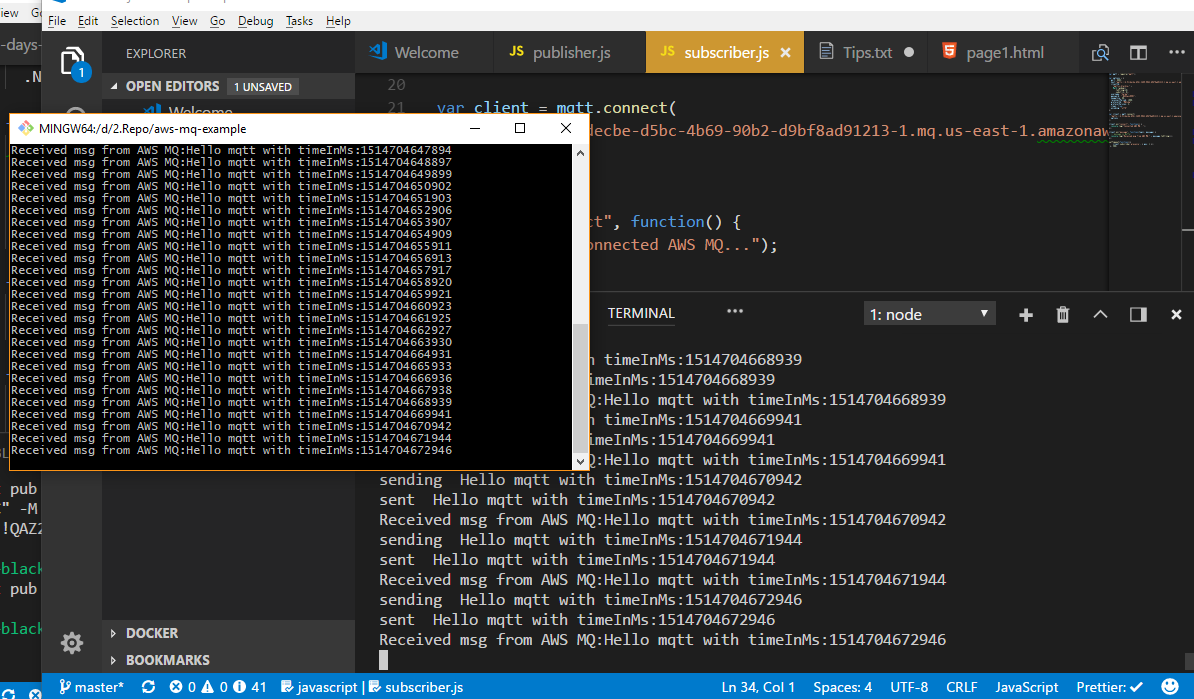 iew Go
File Edit Selection View Go Debug Tasks Help
-days-
EXPLORER
Welcome
JS publisher.js
JS subscriber.js ×
Tips.txt
page1.html
1
.N
OPEN EDITORS 1 UNSAVED
Welcome
20
21 var client = mqtt.connect(
decbe-d5bc-4b69-90b2-d9bf8ad91213-1.mq.us-east-1.amazonaw
ct", function() {
onnected AWS MQ...");
MINGW64:/d/2.Repo/aws-mq-example
Received msg from AWS MQ:Hello mqtt with timeInMs:1514704647894
Received msg from AWS MQ:Hello mqtt with timeInMs:1514704648897
Received msg from AWS MQ:Hello mqtt with timeInMs:1514704649899
Received msg from AWS MQ:Hello mqtt with timeInMs:1514704650902
Received msg from AWS MQ:Hello mqtt with timeInMs:1514704651903
Received msg from AWS MQ:Hello mqtt with timeInMs:1514704652906
Received msg from AWS MQ:Hello mqtt with timeInMs:1514704653907
Received msg from AWS MQ:Hello mqtt with timeInMs:1514704654909
Received msg from AWS MQ:Hello mqtt with timeInMs:1514704655911
Received msg from AWS MQ:Hello mqtt with timeInMs:1514704656913
Received msg from AWS MQ:Hello mqtt with timeInMs:1514704657917
Received msg from AWS MQ:Hello mqtt with timeInMs:1514704658920
Received msg from AWS MQ:Hello mqtt with timeInMs:1514704659921
Received msg from AWS MQ:Hello mqtt with timeInMs:1514704660923
Received msg from AWS MQ:Hello mqtt with timeInMs:1514704661925
Received msg from AWS MQ:Hello mqtt with timeInMs:1514704662927
Received msg from AWS MQ:Hello mqtt with timeInMs:1514704663930
Received msg from AWS MQ:Hello mqtt with timeInMs:1514704664931
Received msg from AWS MQ:Hello mqtt with timeInMs:1514704665933
Received msg from AWS MQ:Hello mqtt with timeInMs:1514704666936
Received msg from AWS MQ:Hello mqtt with timeInMs:1514704667938
Received msg from AWS MQ:Hello mqtt with timeInMs:1514704668939
Received msg from AWS MQ:Hello mqtt with timeInMs:1514704669941
Received msg from AWS MQ:Hello mqtt with timeInMs:1514704670942
Received msg from AWS MQ:Hello mqtt with timeInMs:1514704671944
Received msg from AWS MQ:Hello mqtt with timeInMs:1514704672946
TERMINAL ... 1: node
h timeInMs:1514704668939
imeInMs:1514704668939
Q:Hello mqtt with timeInMs:1514704668939
h timeInMs:1514704669941
imeInMs:1514704669941
Q:Hello mqtt with timeInMs:1514704669941
sending Hello mqtt with timeInMs:1514704670942
sent Hello mqtt with timeInMs:1514704670942
Received msg from AWS MQ:Hello mqtt with timeInMs:1514704670942
sending Hello mqtt with timeInMs:1514704671944
sent Hello mqtt with timeInMs:1514704671944
Received msg from AWS MQ:Hello mqtt with timeInMs:1514704671944
sending Hello mqtt with timeInMs:1514704672946
sent Hello mqtt with timeInMs:1514704672946
Received msg from AWS MQ:Hello mqtt with timeInMs:1514704672946
pub
" -M
!QAZ2
black
pub
black
DOCKER
BOOKMARKS
master* 0 0 41 javascript | subscriber.js Ln 34, Col 1 Spaces: 4 UTF-8 CRLF JavaScript Prettier: ✓